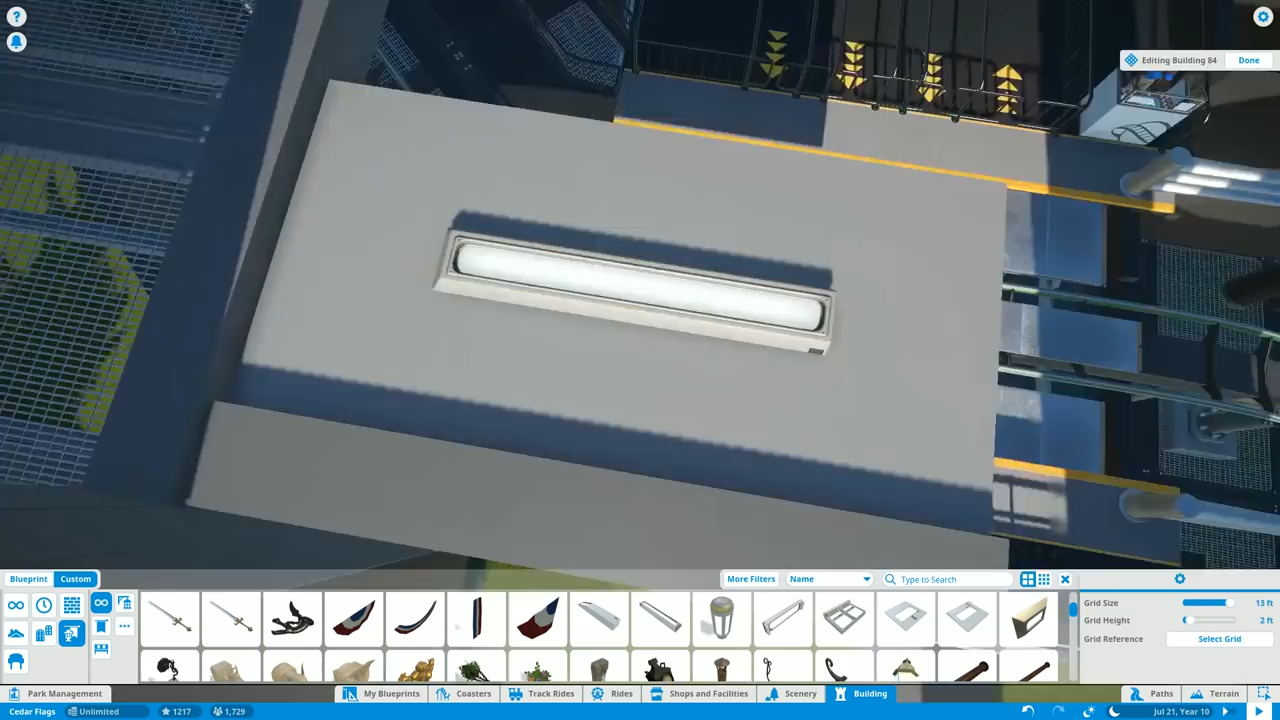 ?
Editing Building 84
Done
Blueprint
Custom
More Filters
Name
Type to Search
Grid Size
13 ft
Grid Height
2 ft
Grid Reference
Select Grid
Park Management
My Blueprints
Coasters
Track Rides
Rides
Shops and Facilities
Scenery
Building
Paths
Terrain
Cedar Flags
Unlimited
1217
1,729
Jul 21, Year 10